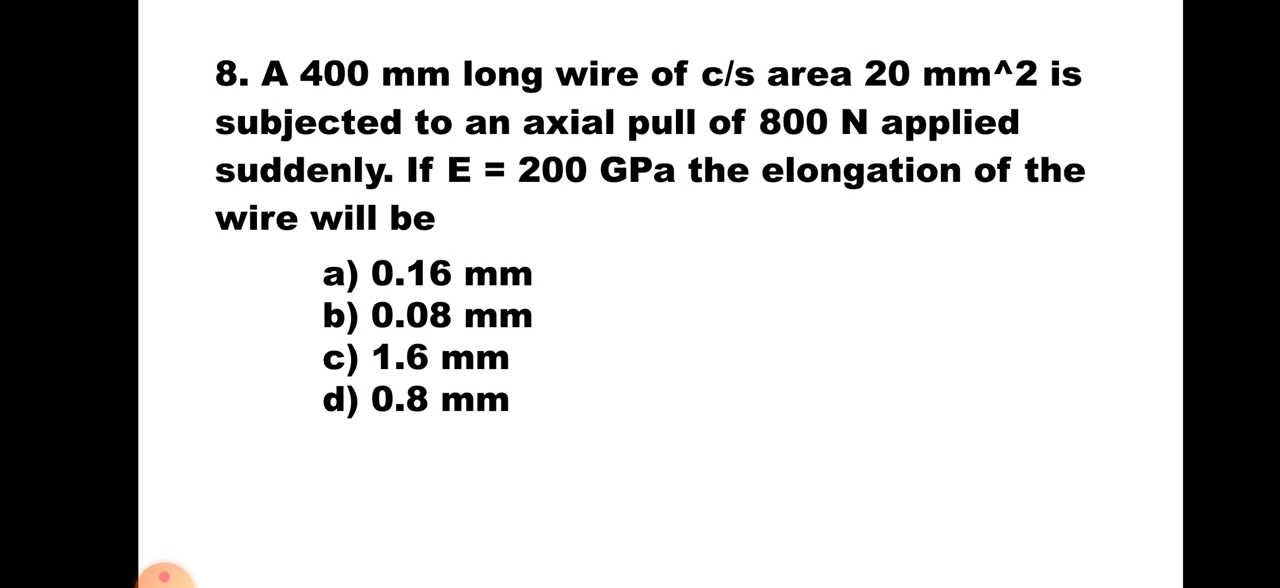 8. A 400 mm long wire of c/s area 20 mm^2 is
subjected to an axial pull of 800 N applied
suddenly. If E = 200 GPa the elongation of the
wire will be
a) 0.16 mm
b) 0.08 mm
c) 1.6 mm
d) 0.8 mm